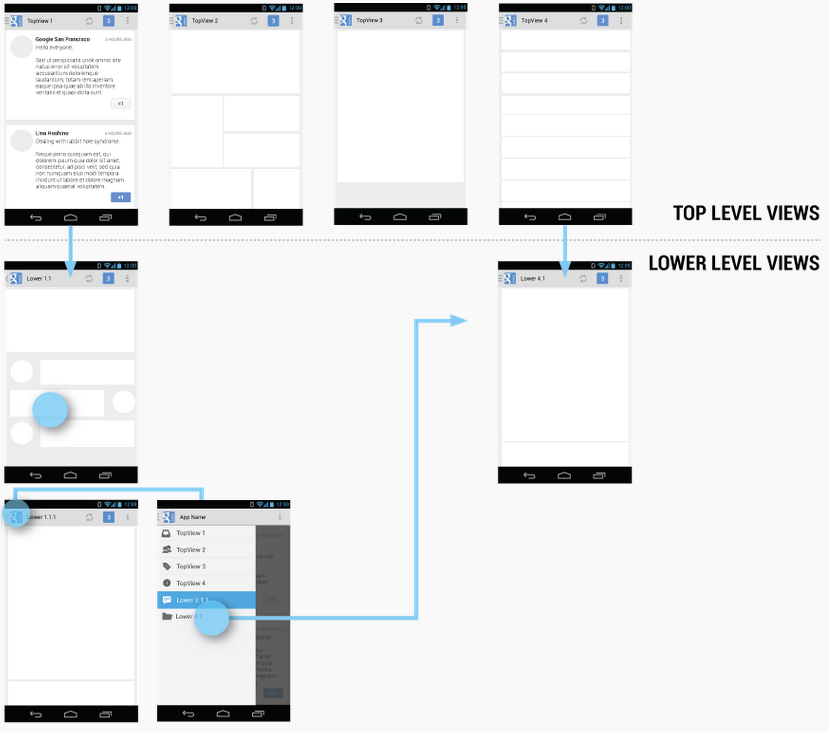 12:00
TopView 1
3
Google San Francisco
3 HOURS AGO
Hello everyone,
Sed ut perspiciatis unde omnis iste
natus error sit voluptatem
accusantium doloremque
laudantium, totam rem aperiam,
eaque ipsa quae ab illo inventore
veritatis et quasi dicta sunt.
+1
Lina Hoshino
6 HOURS AGO
Dealing with rabbit hole syndrome
Neque porro quisquam est, qui
dolorem ipsum quia dolor sit amet,
consectetur, adipisci velit, sed quia
non numquam eius modi tempora
incidunt ut labore et dolore magnam
aliquam quaerat voluptatem.
+1
12:00
TopView 2
3
12:00
TopView 3
3
12:00
TopView 4
3
TOP LEVEL VIEWS
LOWER LEVEL VIEWS
12:00
Lower 1.1
3
12:00
Lower 4.1
3
12:00
Lower 1.1.1
3
12:00
App Name
TopView 1
TopView 2
TopView 3
TopView 4
Lower 1.1.1
Lower 4.1